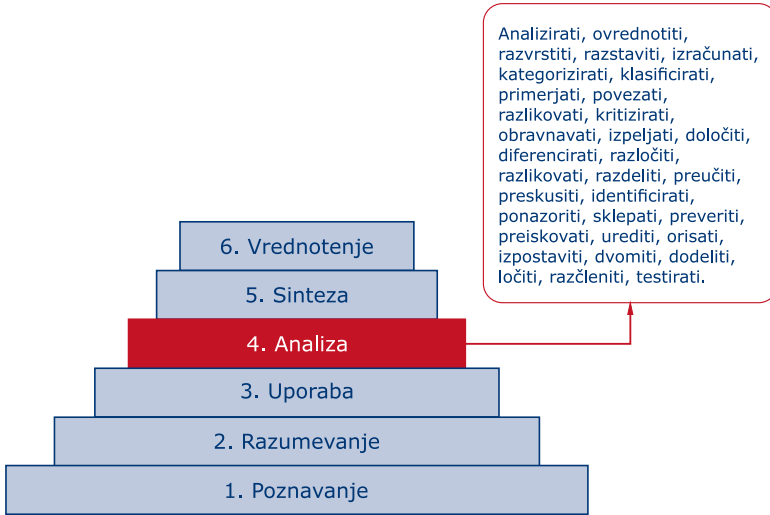 Analizirati, ovrednotiti,
razvrstiti, razstaviti, izračunati,
kategorizirati, klasificirati,
primerjati, povezati,
razlikovati, kritizirati,
obravnavati, izpeljati, določiti,
diferencirati, razločiti,
razlikovati, razdeliti, preučiti,
preskusiti, identificirati,
ponazoriti, sklepati, preveriti,
preiskovati, urediti, orisati,
izpostaviti, dvomiti, dodeliti,
ločiti, razčleniti, testirati.
6. Vrednotenje
5. Sinteza
4. Analiza
3. Uporaba
2. Razumevanje
1. Poznavanje